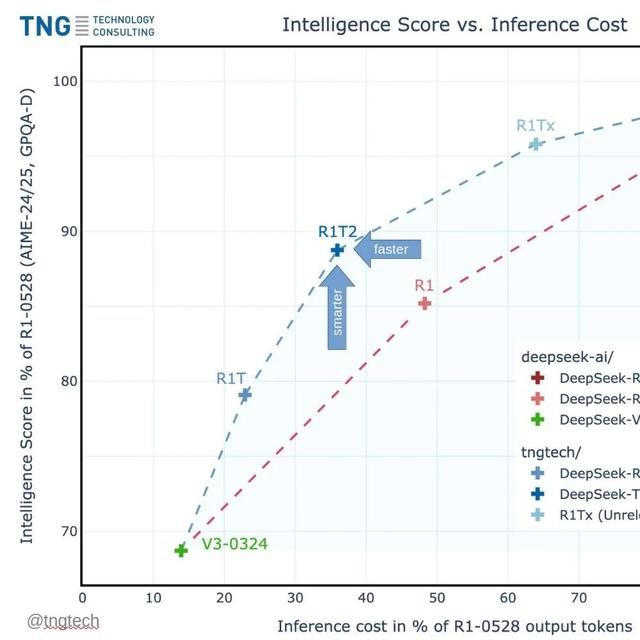 TNG TECHNOLOGY
CONSULTING
Intelligence Score vs. Inference Cost
Intelligence Score in % of R1-0528 (AIME-24/25, GPQA-D)
100
90
80
70
R1Tx
R1T2
faster
smarter
R1
R1T
V3-0324
deepseek-ai/
DeepSeek-R
DeepSeek-R
DeepSeek-V
tngtech/
DeepSeek-R
DeepSeek-T
R1Tx (Unrel
0 10 20 30 40 50 60 70
Inference cost in % of R1-0528 output tokens
@tngtech